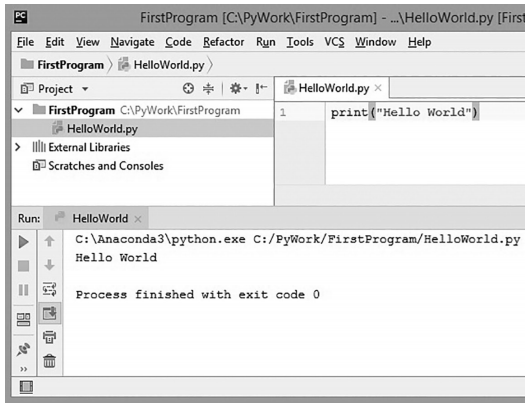 PC FirstProgram [C:\PyWork\FirstProgram] - ...\HelloWorld.py [Firs
File Edit View Navigate Code Refactor Run Tools VCS Window Help
FirstProgram HelloWorld.py
Project HelloWorld.py
FirstProgram C:\PyWork\FirstProgram
1 print("Hello World")
HelloWorld.py
External Libraries
Scratches and Consoles
Run: HelloWorld
C:\Anaconda3\python.exe C:/PyWork/FirstProgram/HelloWorld.py
Hello World
Process finished with exit code 0